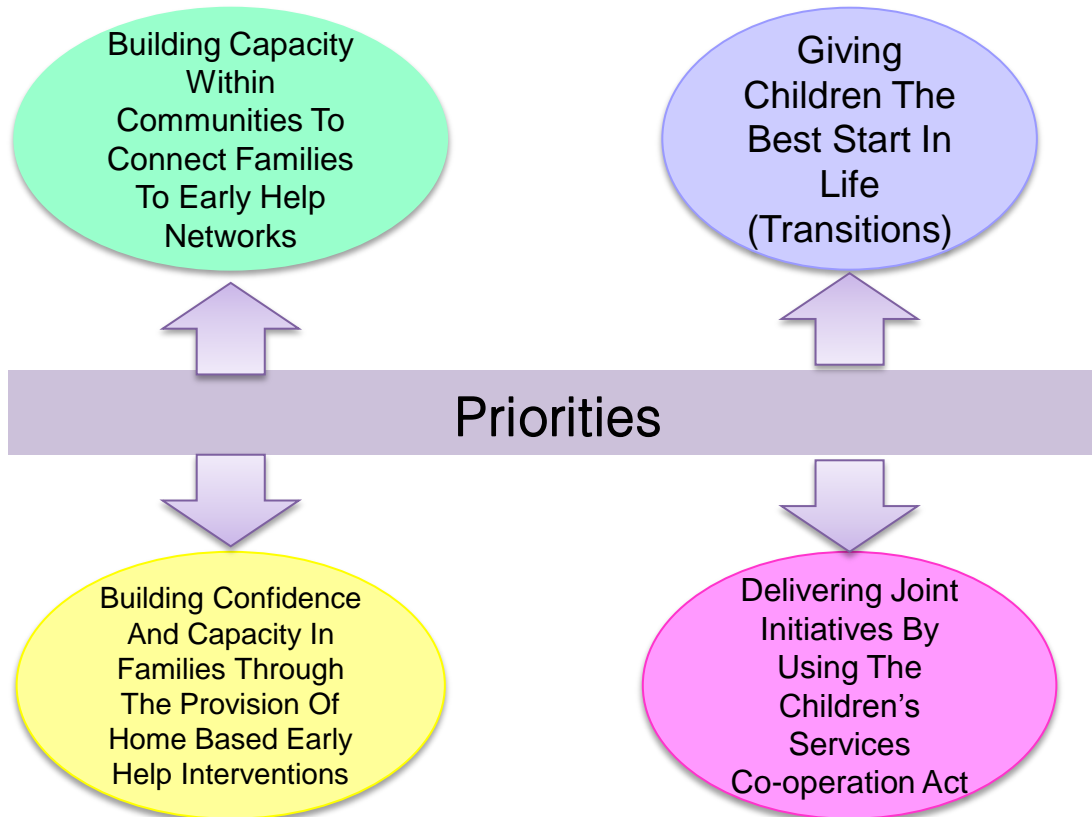 Building Capacity
Within
Communities To
Connect Families
To Early Help
Networks
Giving
Children The
Best Start In
Life
(Transitions)
Priorities
Building Confidence
And Capacity In
Families Through
The Provision Of
Home Based Early
Help Interventions
Delivering Joint
Initiatives By
Using The
Children’s
Services
Co-operation Act